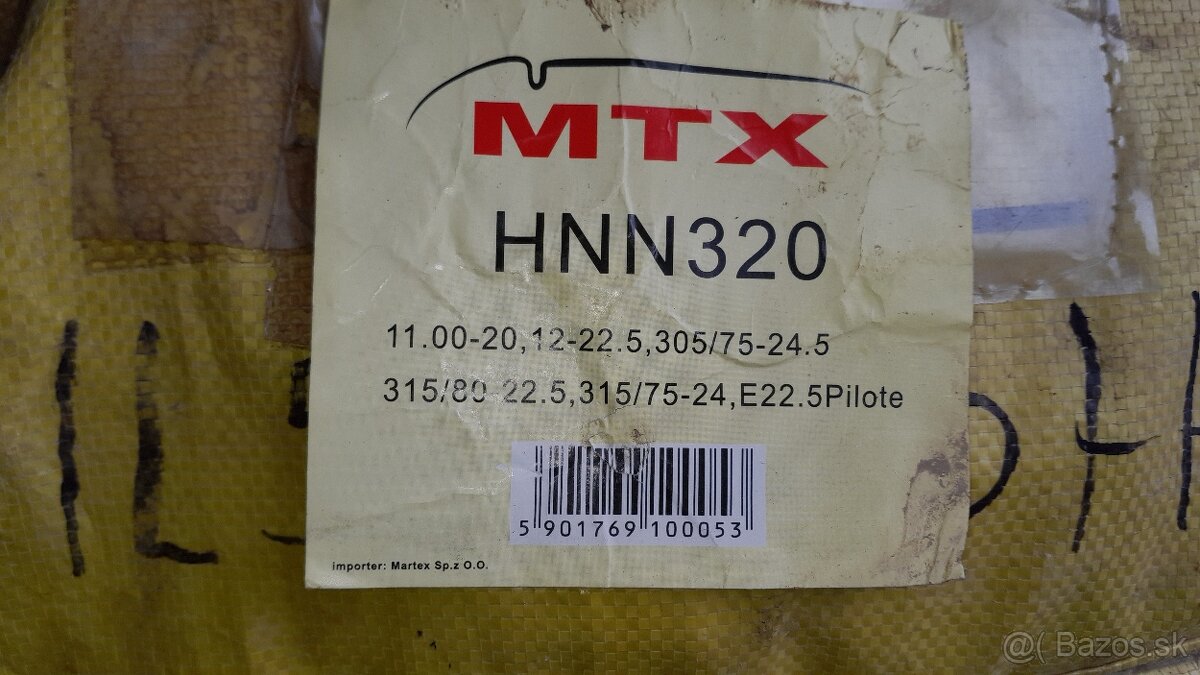 MTX
HNN320
11.00-20,12-22.5,305/75-24.5
315/80-22.5,315/75-24,E22.5Pilote
5 901769 100053
importer: Martex Sp.z O.O.
@( Bazos.sk